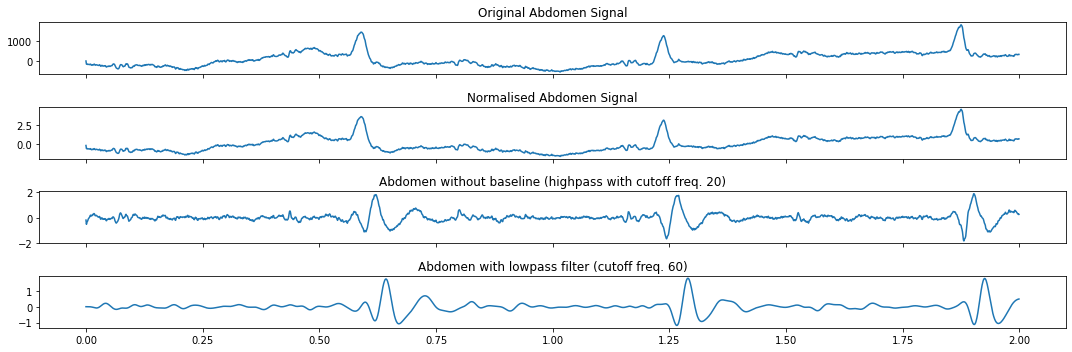 Original Abdomen Signal
1000
0
Normalised Abdomen Signal
2.5
0.0
Abdomen without baseline (highpass with cutoff freq. 20)
2
0
−2
Abdomen with lowpass filter (cutoff freq. 60)
1
0
−1
0.00 0.25 0.50 0.75 1.00 1.25 1.50 1.75 2.00